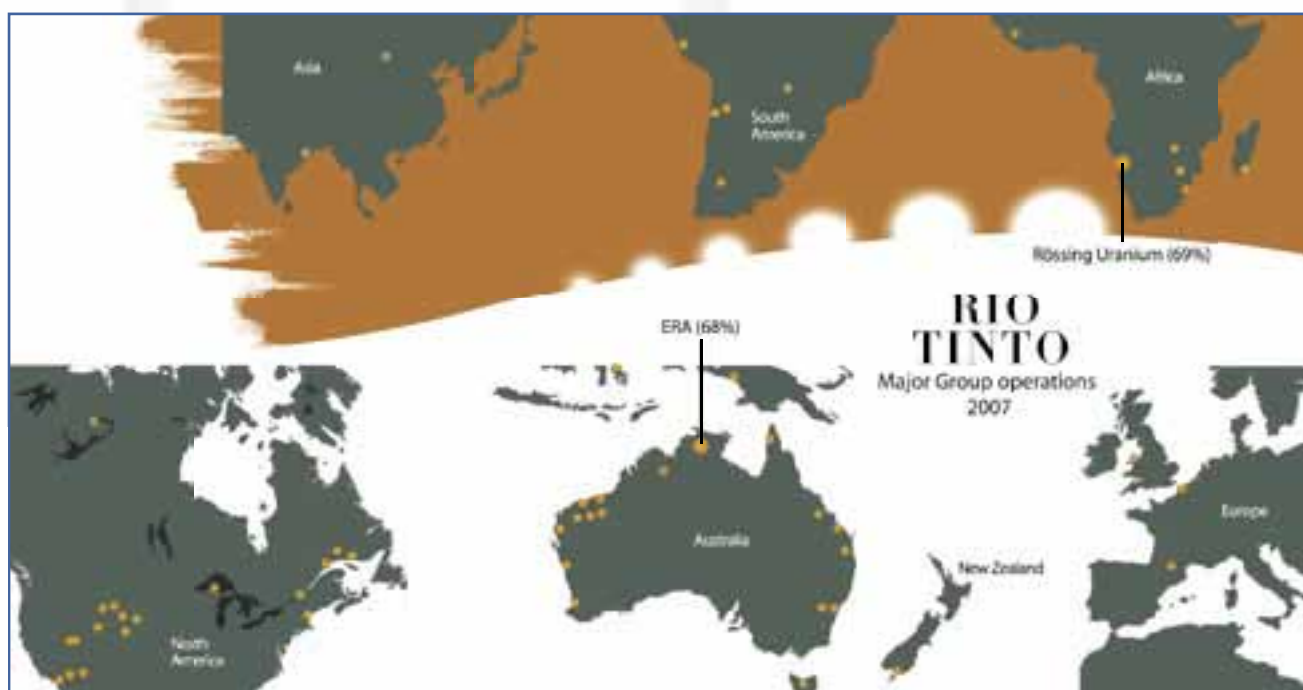 Asia
South
America
Africa
Rössing Uranium (69%)
ERA (68%)
RIO
TINTO
Major Group operations
2007
Australia
New Zealand
Europe
North
America